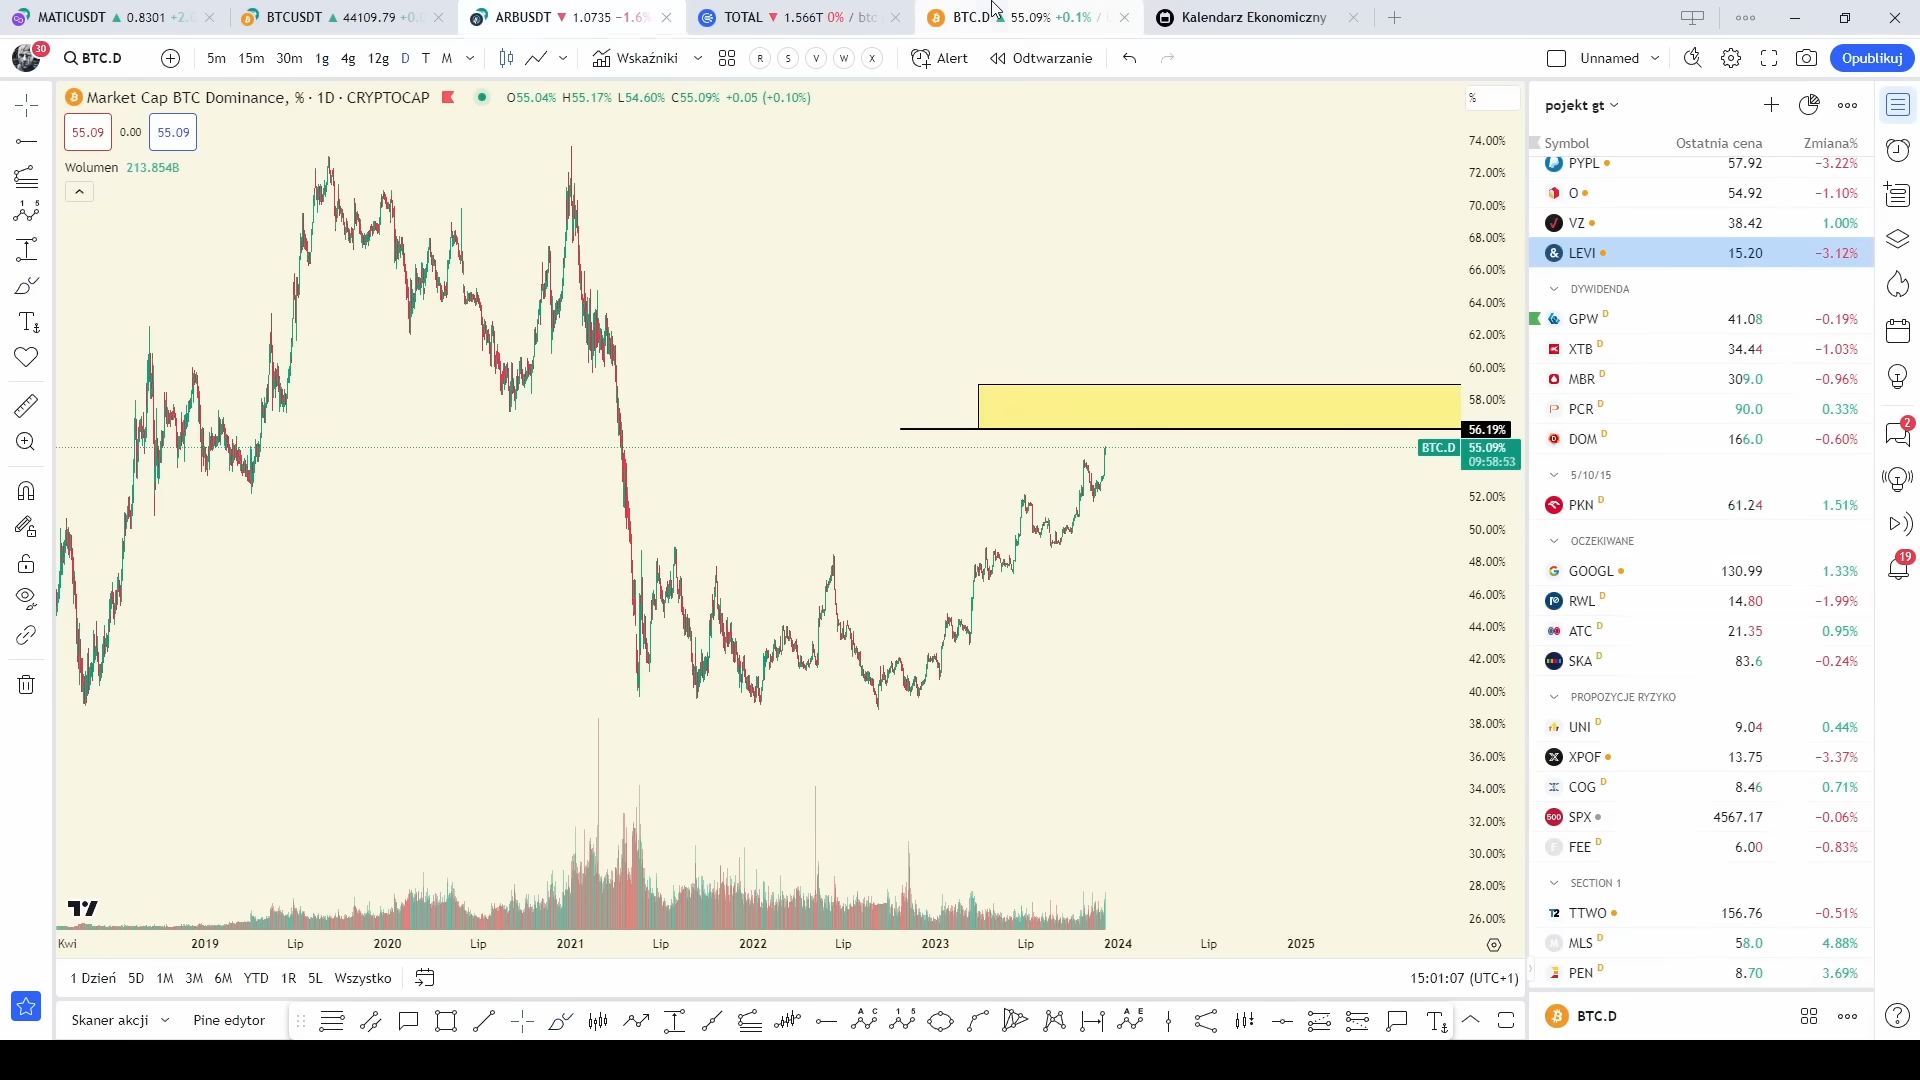 MATICUSDT 0.8301 +2.
BTCUSDT 44109.79 +0.
ARBUSDT 1.0735 −1.6%
TOTAL 1.566T 0% / btc
BTC.D 55.09% +0.1% /
Kalendarz Ekonomiczny
30
BTC.D
5m 15m 30m 1g 4g 12g D T M
Wskaźniki
R S V W X
Alert
Odtwarzanie
Unnamed
Opublikuj
Market Cap BTC Dominance, % · 1D · CRYPTOCAP
O55.04% H55.17% L54.60% C55.09% +0.05 (+0.10%)
55.09 0.00 55.09
Wolumen 213.854B
%
74.00%
72.00%
70.00%
68.00%
66.00%
64.00%
62.00%
60.00%
58.00%
56.19%
BTC.D 55.09%
09:58:53
52.00%
50.00%
48.00%
46.00%
44.00%
42.00%
40.00%
38.00%
36.00%
34.00%
32.00%
30.00%
28.00%
26.00%
Kwi 2019 Lip 2020 Lip 2021 Lip 2022 Lip 2023 Lip 2024 Lip 2025
1 Dzień 5D 1M 3M 6M YTD 1R 5L Wszystko
15:01:07 (UTC+1)
Skaner akcji
Pine edytor
pojekt gt
Symbol Ostatnia cena Zmiana%
PYPL 57.92 −3.22%
O 54.92 −1.10%
VZ 38.42 1.00%
LEVI 15.20 −3.12%
DYWIDENDA
GPW D 41.08 −0.19%
XTB D 34.44 −1.03%
MBR D 309.0 −0.96%
PCR D 90.0 0.33%
DOM D 166.0 −0.60%
5/10/15
PKN D 61.24 1.51%
OCZEKIWANE
GOOGL 130.99 1.33%
RWL D 14.80 −1.99%
ATC D 21.35 0.95%
SKA D 83.6 −0.24%
PROPOZYCJE RYZYKO
UNI D 9.04 0.44%
XPOF 13.75 −3.37%
COG D 8.46 0.71%
SPX 4567.17 −0.06%
FEE D 6.00 −0.83%
SECTION 1
TTWO 156.76 −0.51%
MLS D 58.0 4.88%
PEN D 8.70 3.69%
BTC.D
2
19